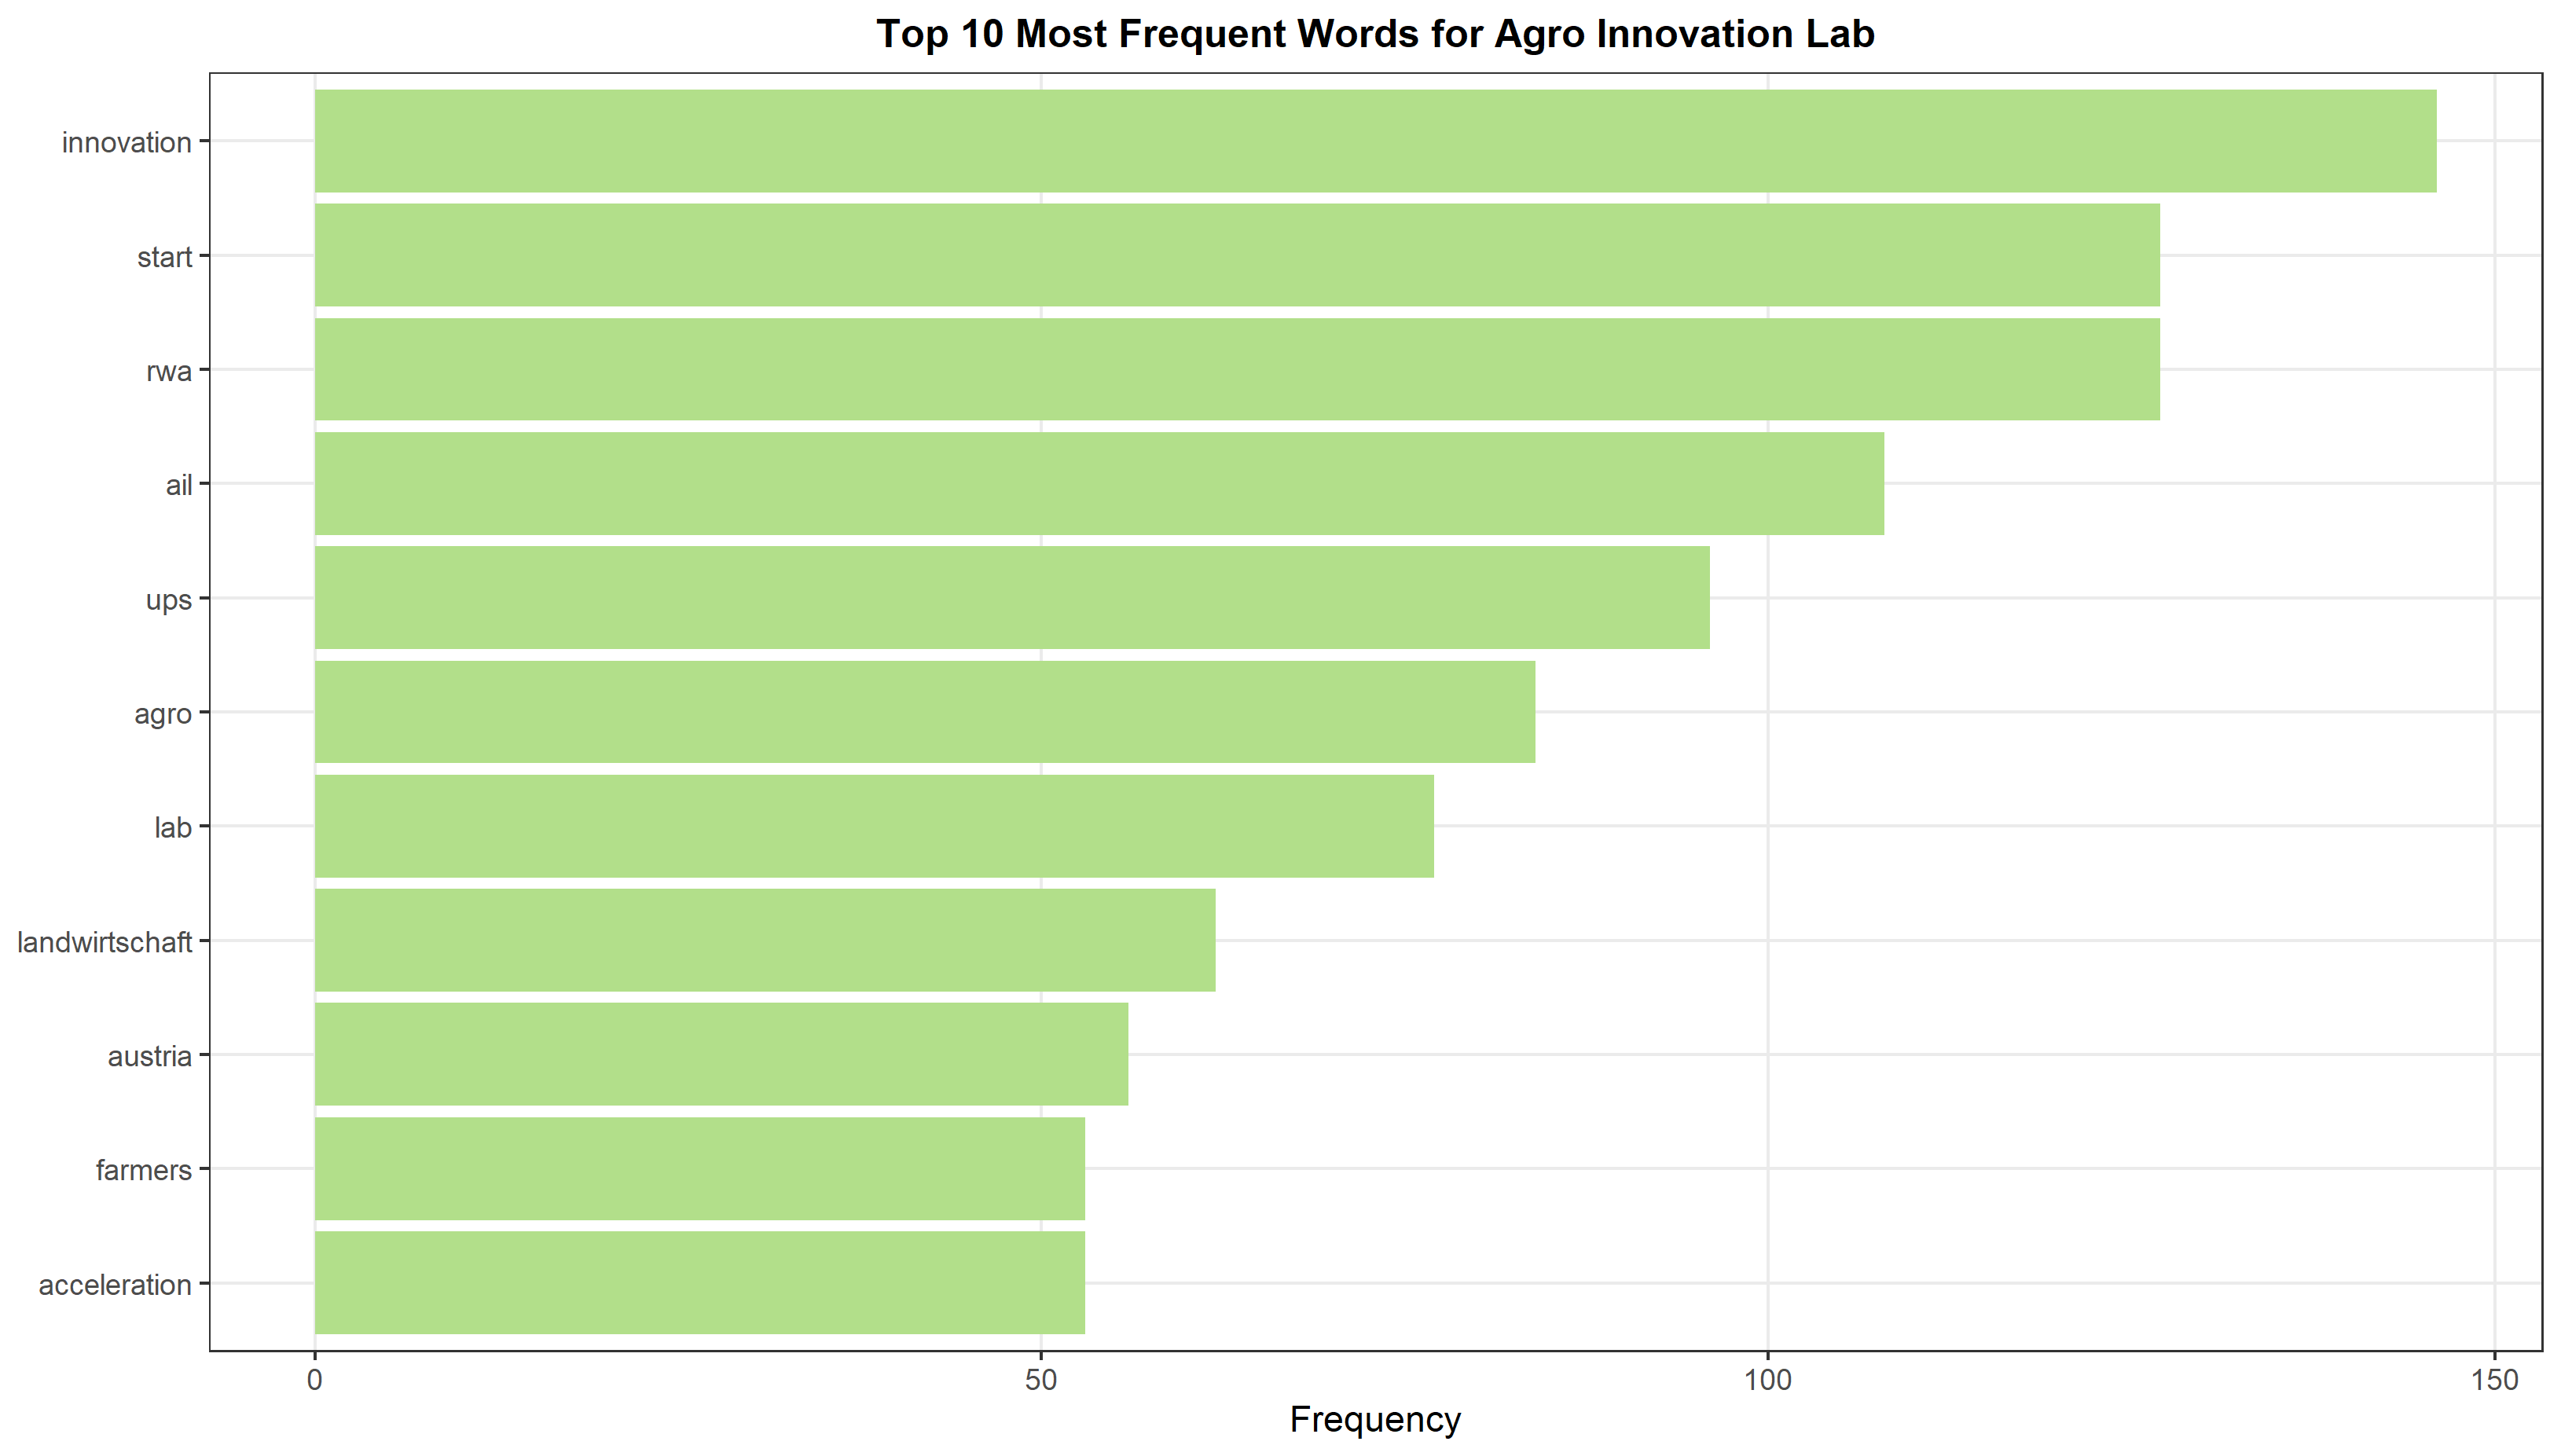 Top 10 Most Frequent Words for Agro Innovation Lab
innovation
start
rwa
ail
ups
agro
lab
landwirtschaft
austria
farmers
acceleration
0 50 100 150
Frequency